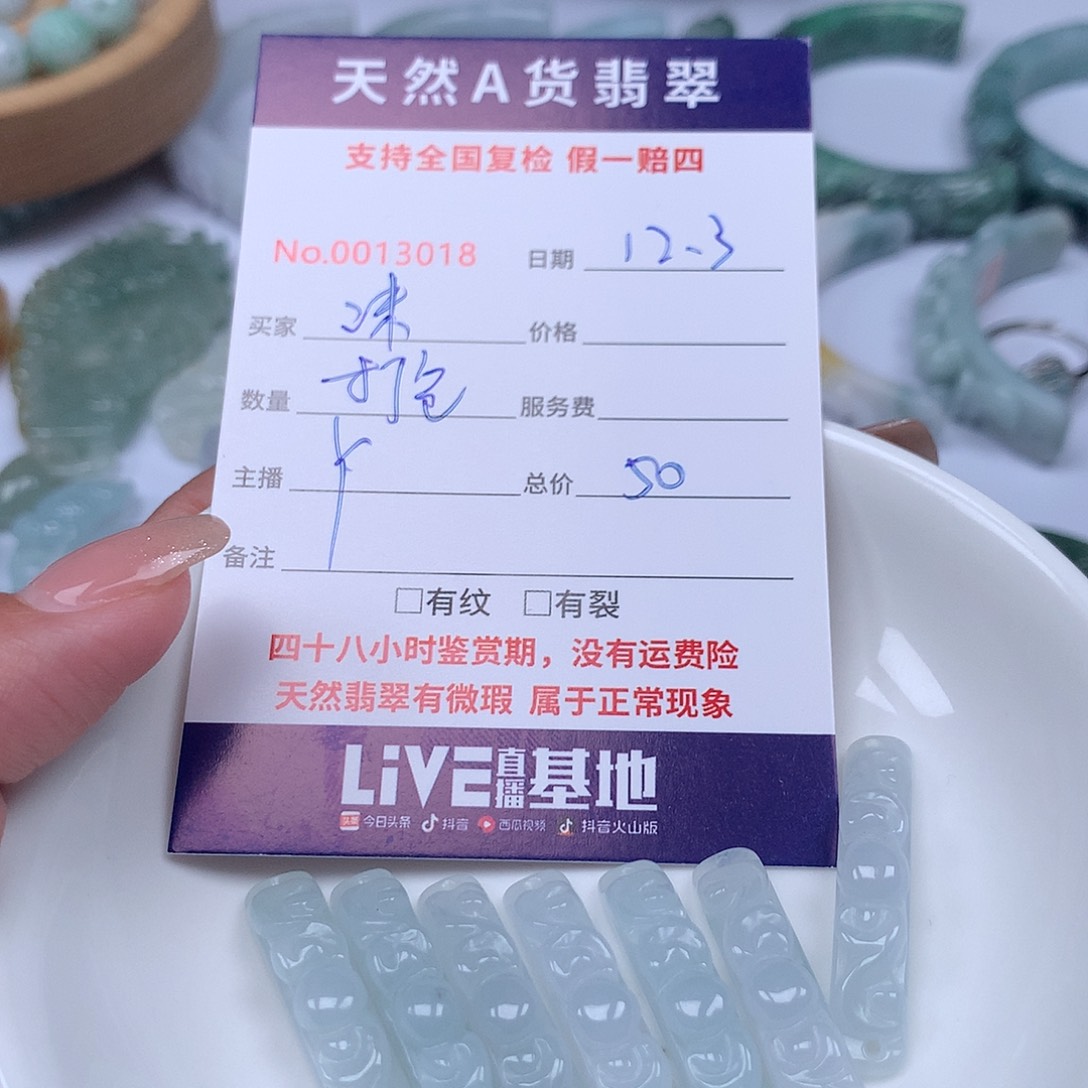 天然A货翡翠
支持全国复检 假一赔四
No.0013018 日期 12、3
买家 价格
数量 打包 服务费
主播 总价 50
备注
□有纹 □有裂
四十八小时鉴赏期，没有运费险
天然翡翠有微瑕 属于正常现象
LiVE直播基地
头条 今日头条 抖音 西瓜视频 抖音火山版